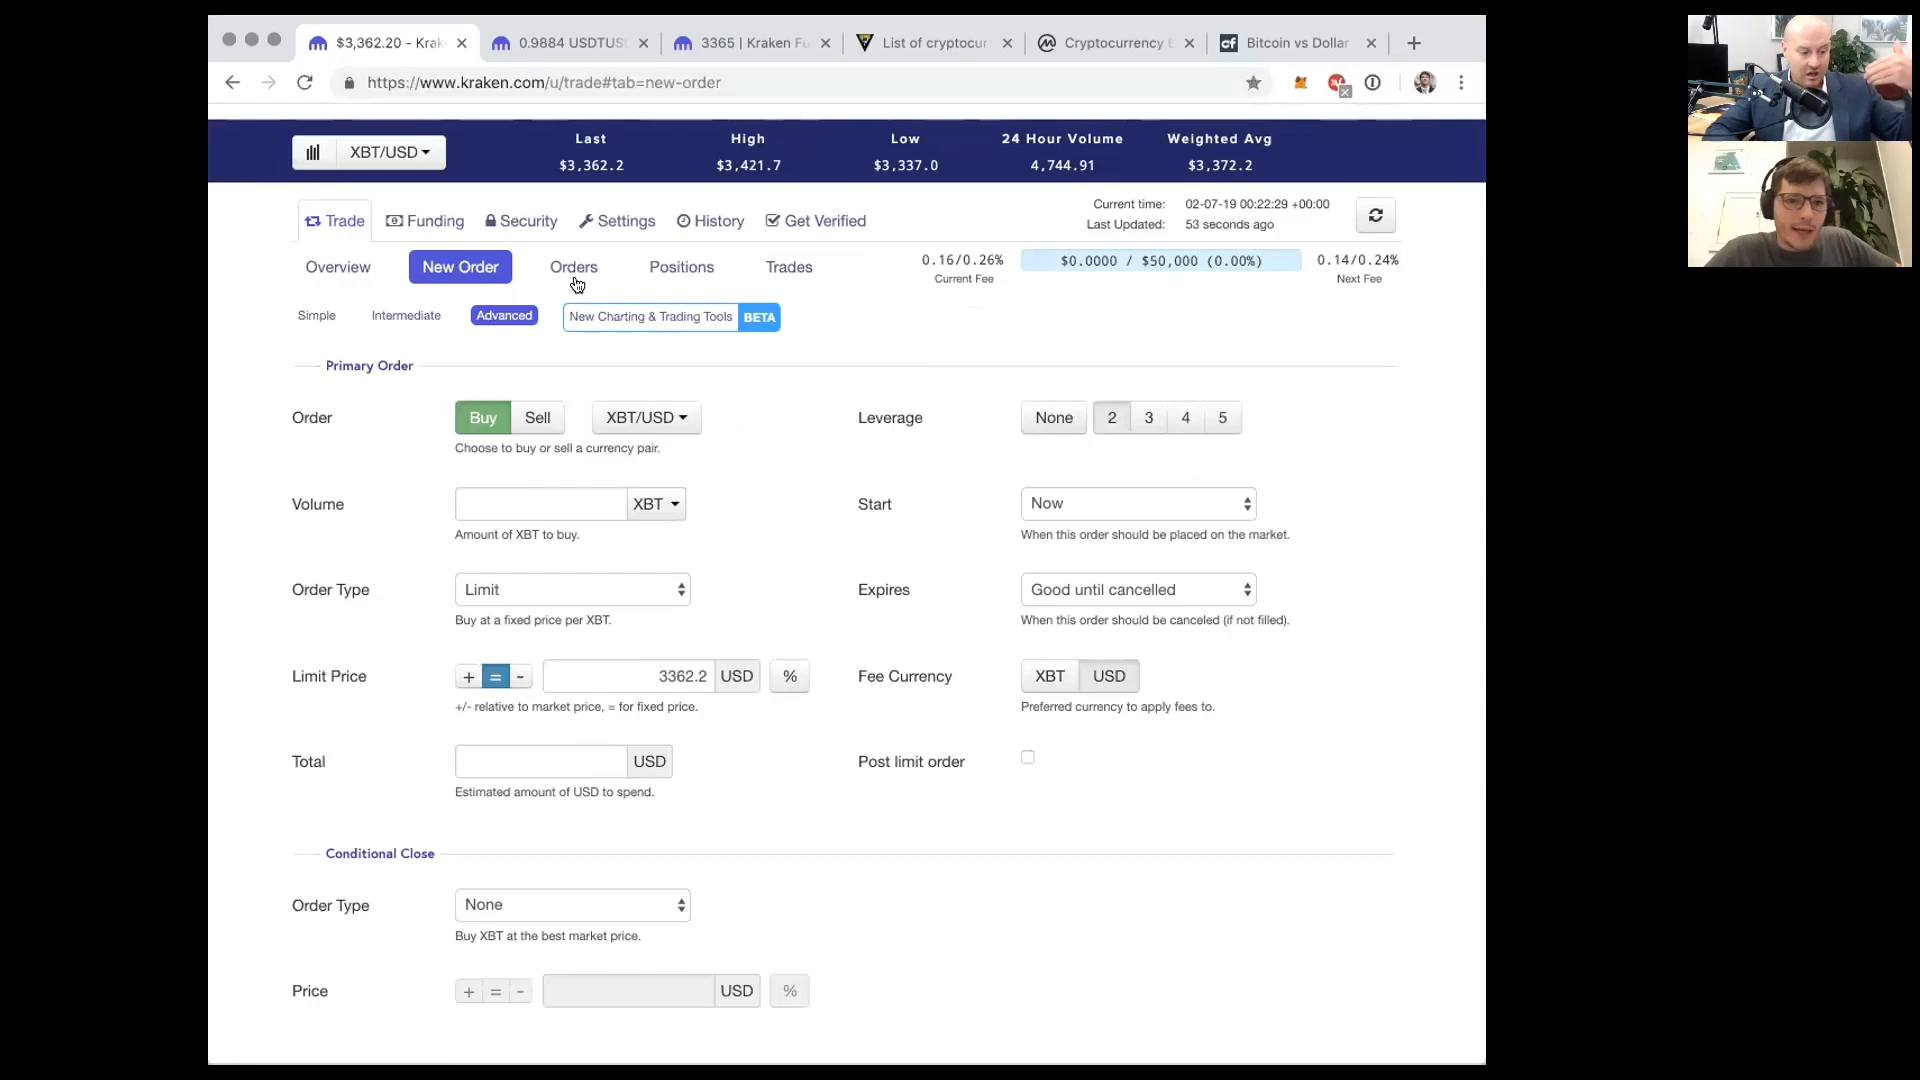 $3,362.20 - Krak
0.9884 USDTUS
3365 | Kraken Fu
List of cryptocur
Cryptocurrency E
Bitcoin vs Dollar
https://www.kraken.com/u/trade#tab=new-order
XBT/USD
Last
$3,362.2
High
$3,421.7
Low
$3,337.0
24 Hour Volume
4,744.91
Weighted Avg
$3,372.2
Trade
Funding
Security
Settings
History
Get Verified
Current time: 02-07-19 00:22:29 +00:00
Last Updated: 53 seconds ago
Overview
New Order
Orders
Positions
Trades
0.16/0.26%
Current Fee
$0.0000 / $50,000 (0.00%)
0.14/0.24%
Next Fee
Simple
Intermediate
Advanced
New Charting & Trading Tools BETA
Primary Order
Order
Buy Sell
XBT/USD
Choose to buy or sell a currency pair.
Leverage
None 2 3 4 5
Volume
XBT
Amount of XBT to buy.
Start
Now
When this order should be placed on the market.
Order Type
Limit
Buy at a fixed price per XBT.
Expires
Good until cancelled
When this order should be canceled (if not filled).
Limit Price
+ = -
3362.2 USD
%
+/- relative to market price, = for fixed price.
Fee Currency
XBT USD
Preferred currency to apply fees to.
Total
USD
Estimated amount of USD to spend.
Post limit order
Conditional Close
Order Type
None
Buy XBT at the best market price.
Price
+ = -
USD
%